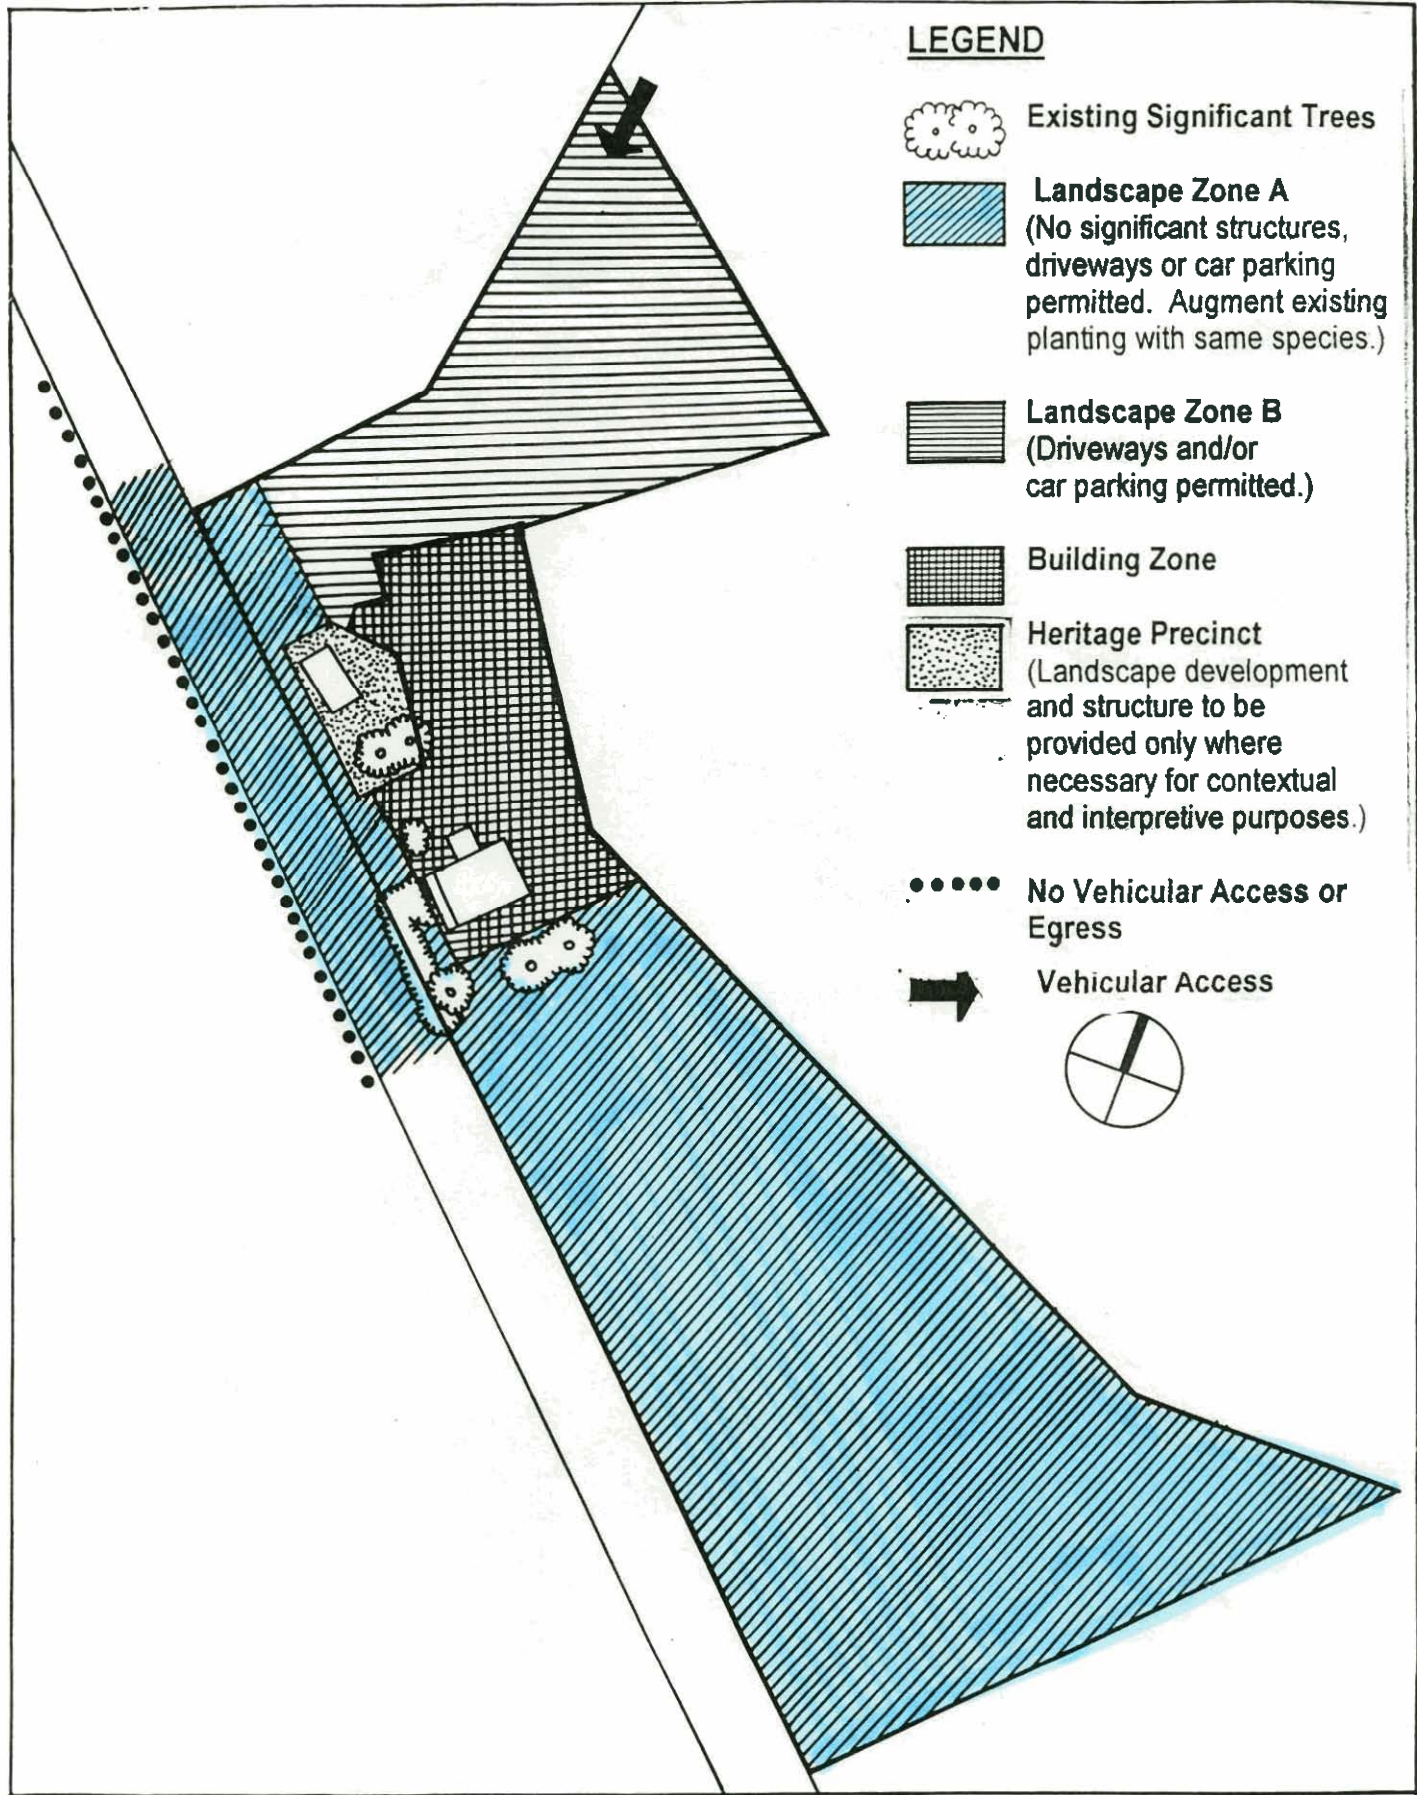 LEGEND
Existing Significant Trees
Landscape Zone A
(No significant structures,
driveways or car parking
permitted. Augment existing
planting with same species.)
Landscape Zone B
(Driveways and/or
car parking permitted.)
Building Zone
Heritage Precinct
(Landscape development
and structure to be
provided only where
necessary for contextual
and interpretive purposes.)
No Vehicular Access or
Egress
Vehicular Access